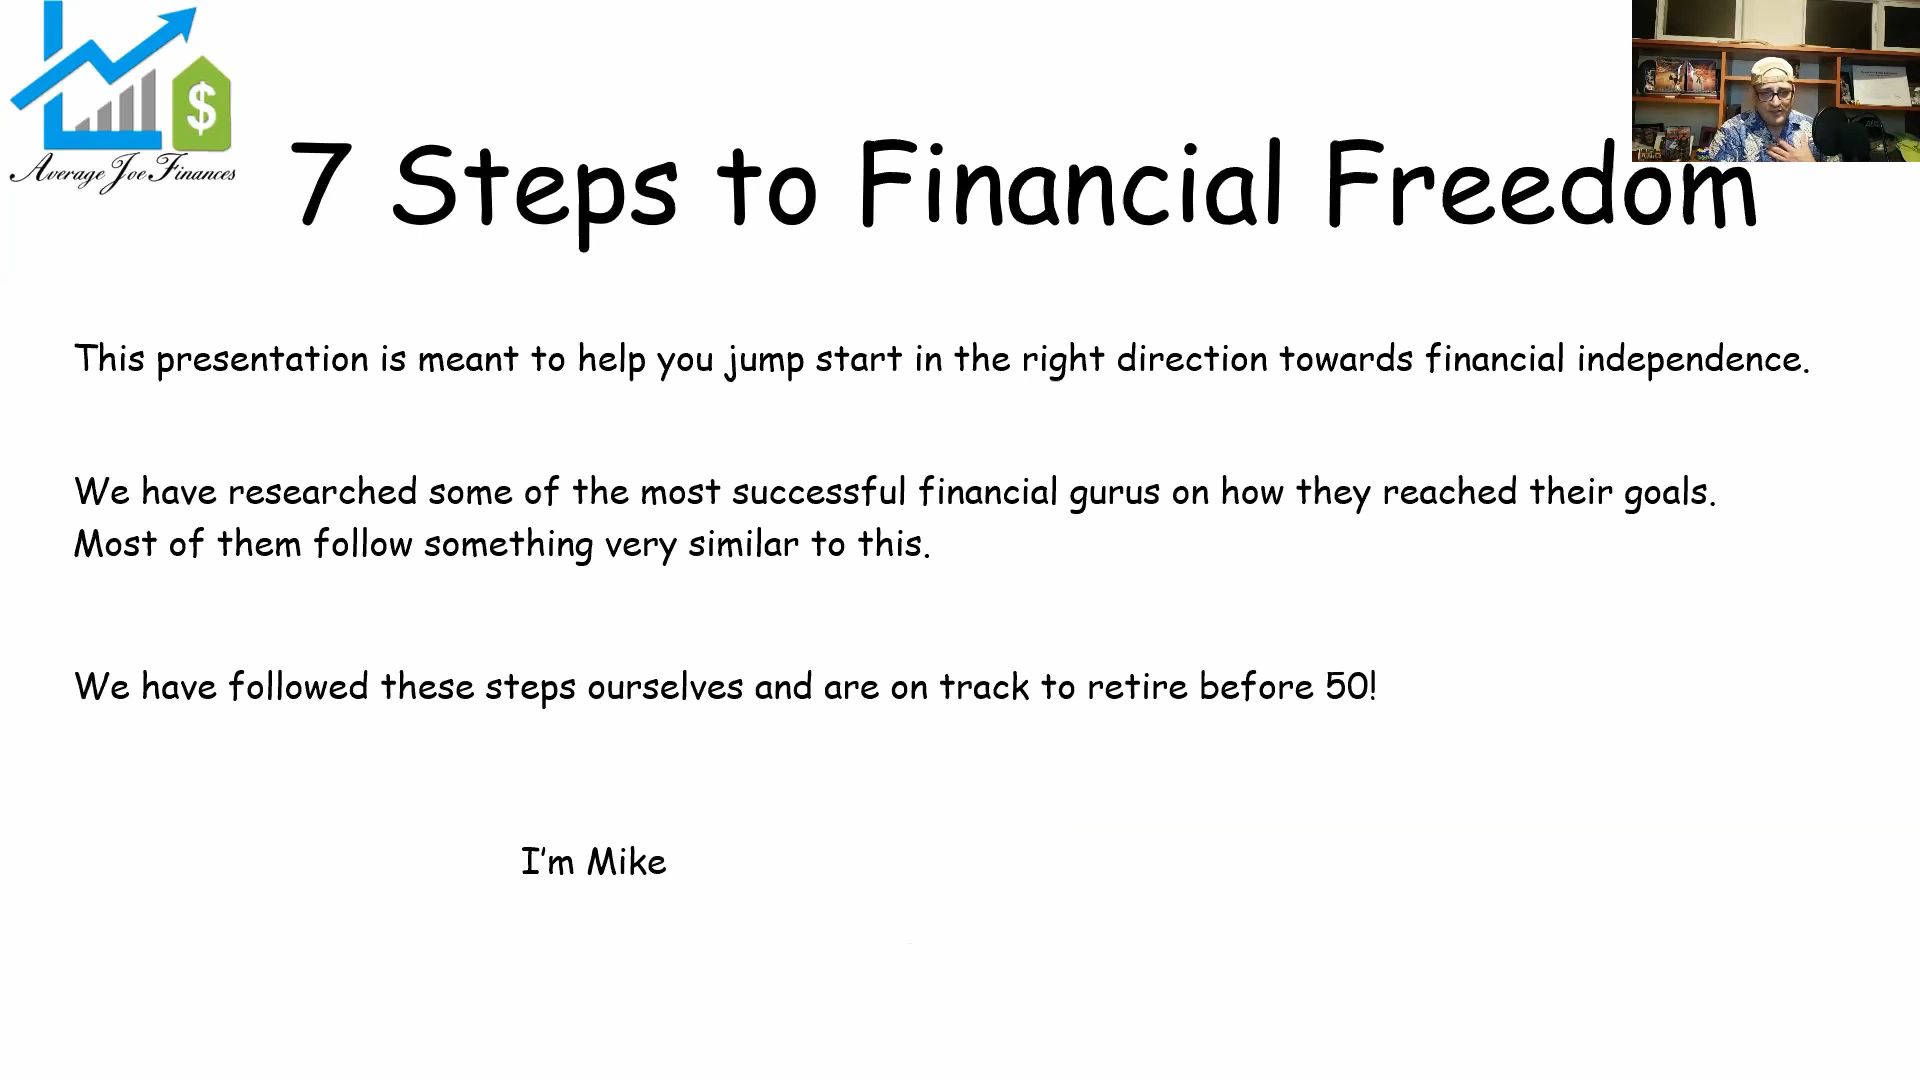 Average Joe Finances
7 Steps to Financial Freedom
This presentation is meant to help you jump start in the right direction towards financial independence.
We have researched some of the most successful financial gurus on how they reached their goals.
Most of them follow something very similar to this.
We have followed these steps ourselves and are on track to retire before 50!
I'm Mike